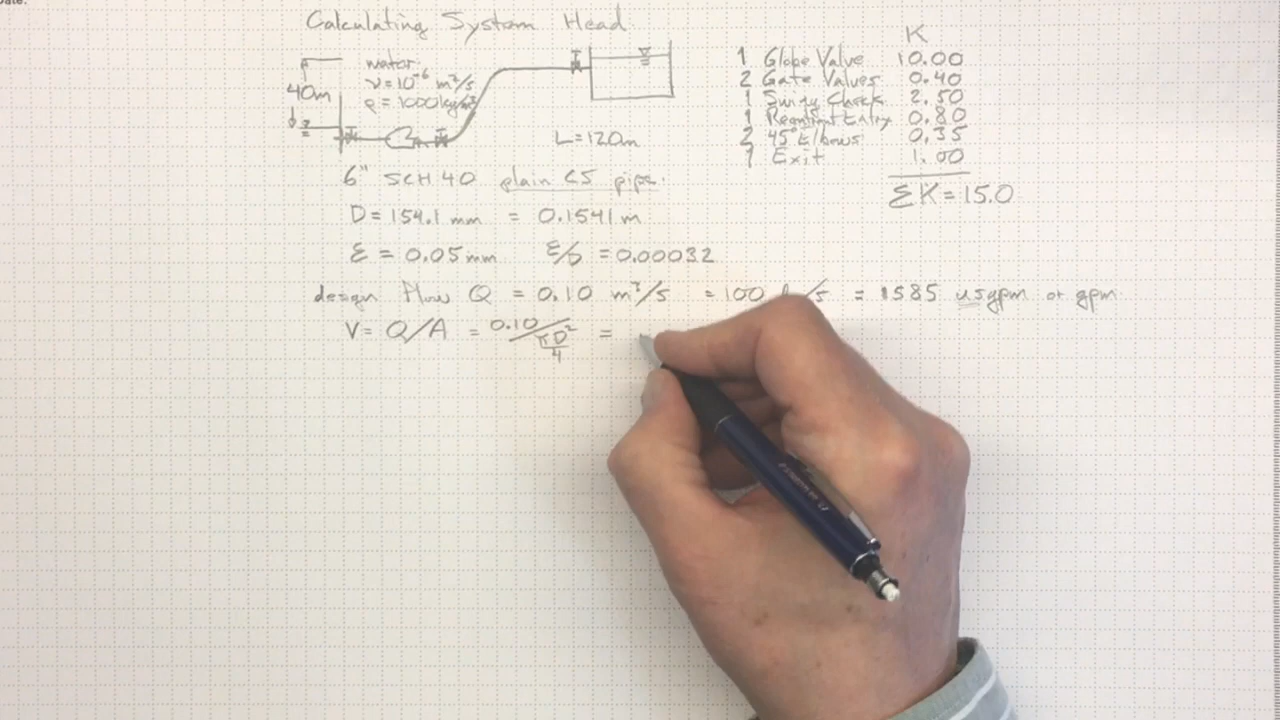 Calculating System Head
water
ν = 10⁻⁶ m²/s
ρ = 1000 kg/m³
40m
L = 120m
K
1 Globe Valve 10.00
2 Gate Values 0.40
1 Swing Check 2.50
1 Reentrant Entry 0.80
2 45° Elbows 0.35
1 Exit 1.00
ΣK = 15.0
6" SCH 40 plain CS pipe.
D = 154.1 mm = 0.1541 m
ε = 0.05 mm ε/D = 0.00032
design flow Q = 0.10 m³/s = 100 /s = 1585 usgpm or gpm
V = Q/A = 0.10/(πD²/4) =